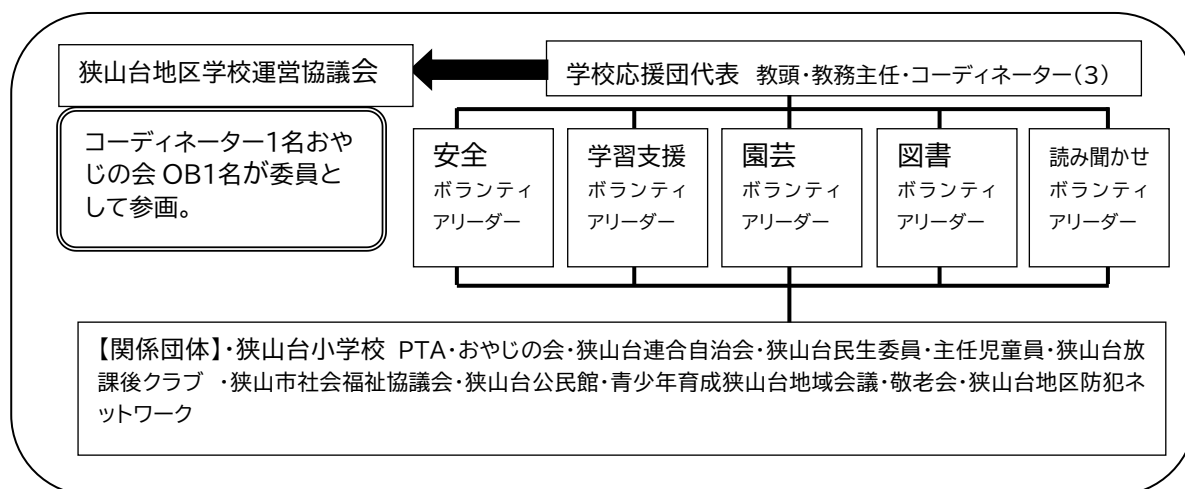 狭山台地区学校運営協議会
学校応援団代表 教頭・教務主任・コーディネーター(3)
コーディネーター1名おや
じの会 OB1名が委員と
して参画。
安全
ボランティ
アリーダー
学習支援
ボランティ
アリーダー
園芸
ボランティ
アリーダー
図書
ボランティ
アリーダー
読み聞かせ
ボランティ
アリーダー
【関係団体】・狭山台小学校 PTA・おやじの会・狭山台連合自治会・狭山台民生委員・主任児童員・狭山台放
課後クラブ ・狭山市社会福祉協議会・狭山台公民館・青少年育成狭山台地域会議・敬老会・狭山台地区防犯ネ
ットワーク